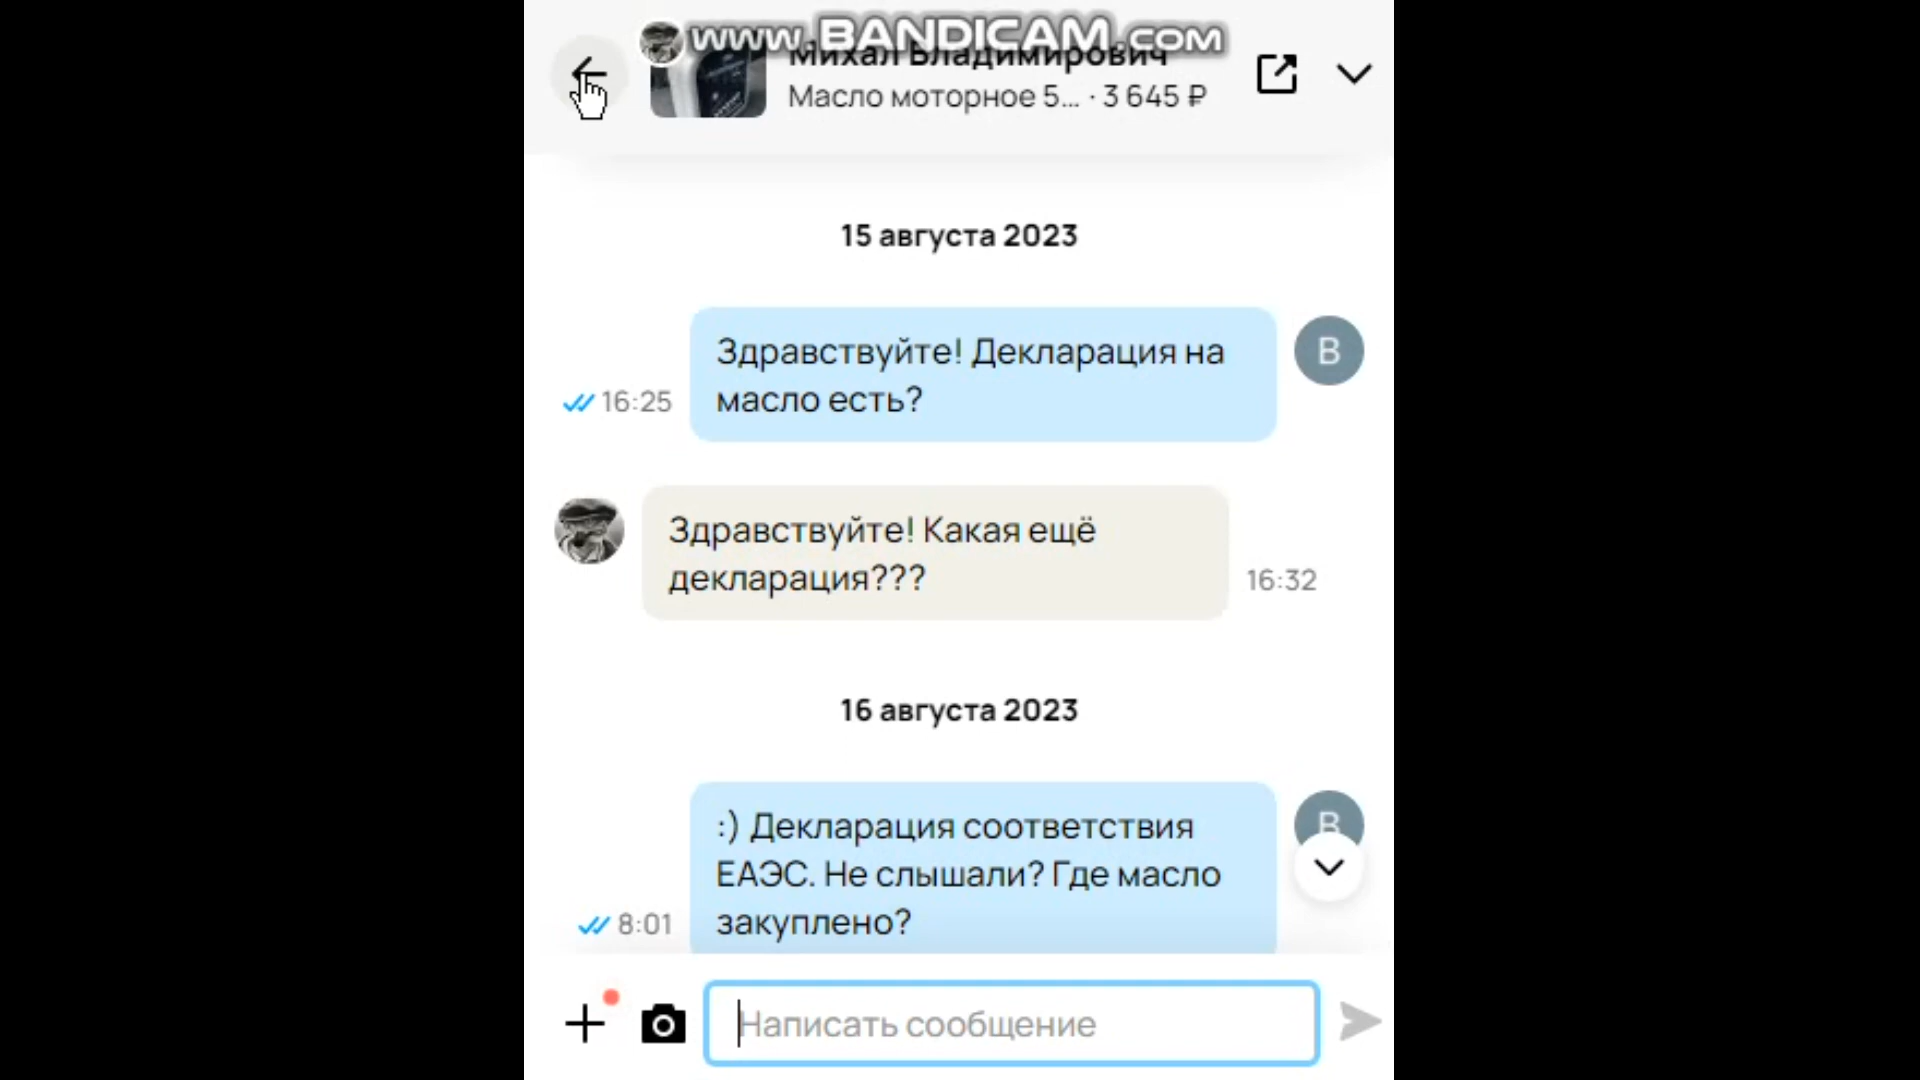 www.BANDICAM.com
Михал Владимирович
Масло моторное 5... · 3 645 ₽
15 августа 2023
Здравствуйте! Декларация на
масло есть?
16:25
В
Здравствуйте! Какая ещё
декларация???
16:32
16 августа 2023
:) Декларация соответствия
ЕАЭС. Не слышали? Где масло
закуплено?
8:01
В
Написать сообщение